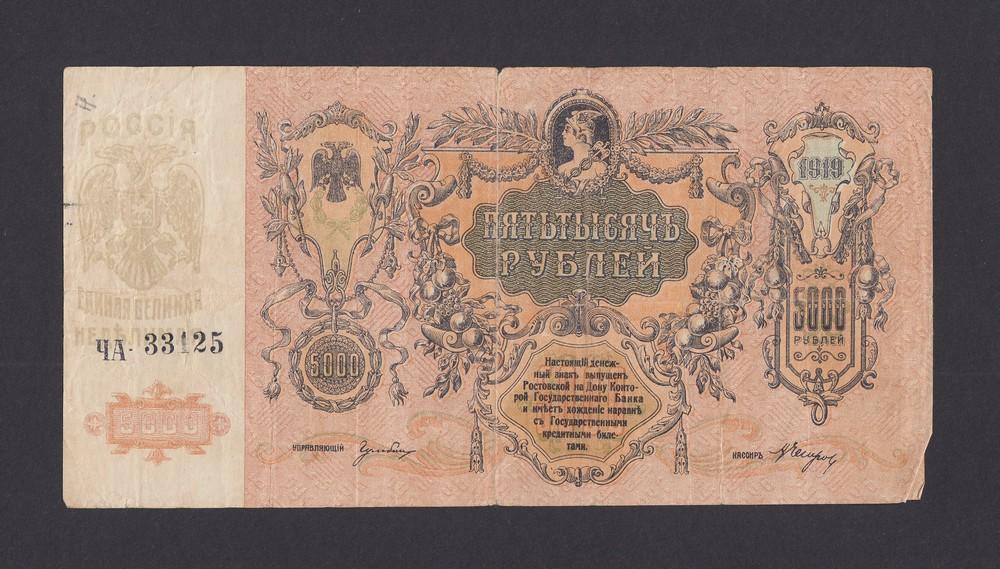 РОССІЯ
ЕДИНАЯ ВЕЛИКАЯ
ЧА - 33125
5000
5000
ПЯТЬТЫСЯЧЪ
РУБЛЕЙ
Настоящій денеж-
ный знакъ выпущенъ
Ростовской на Дону Конто-
рой Государственнаго Банка
и имѣетъ хожденіе наравнѣ
съ Государственными
кредитными биле-
тами.
1919
5000
РУБЛЕЙ
УПРАВЛЯЮЩІЙ
КАССИРЪ